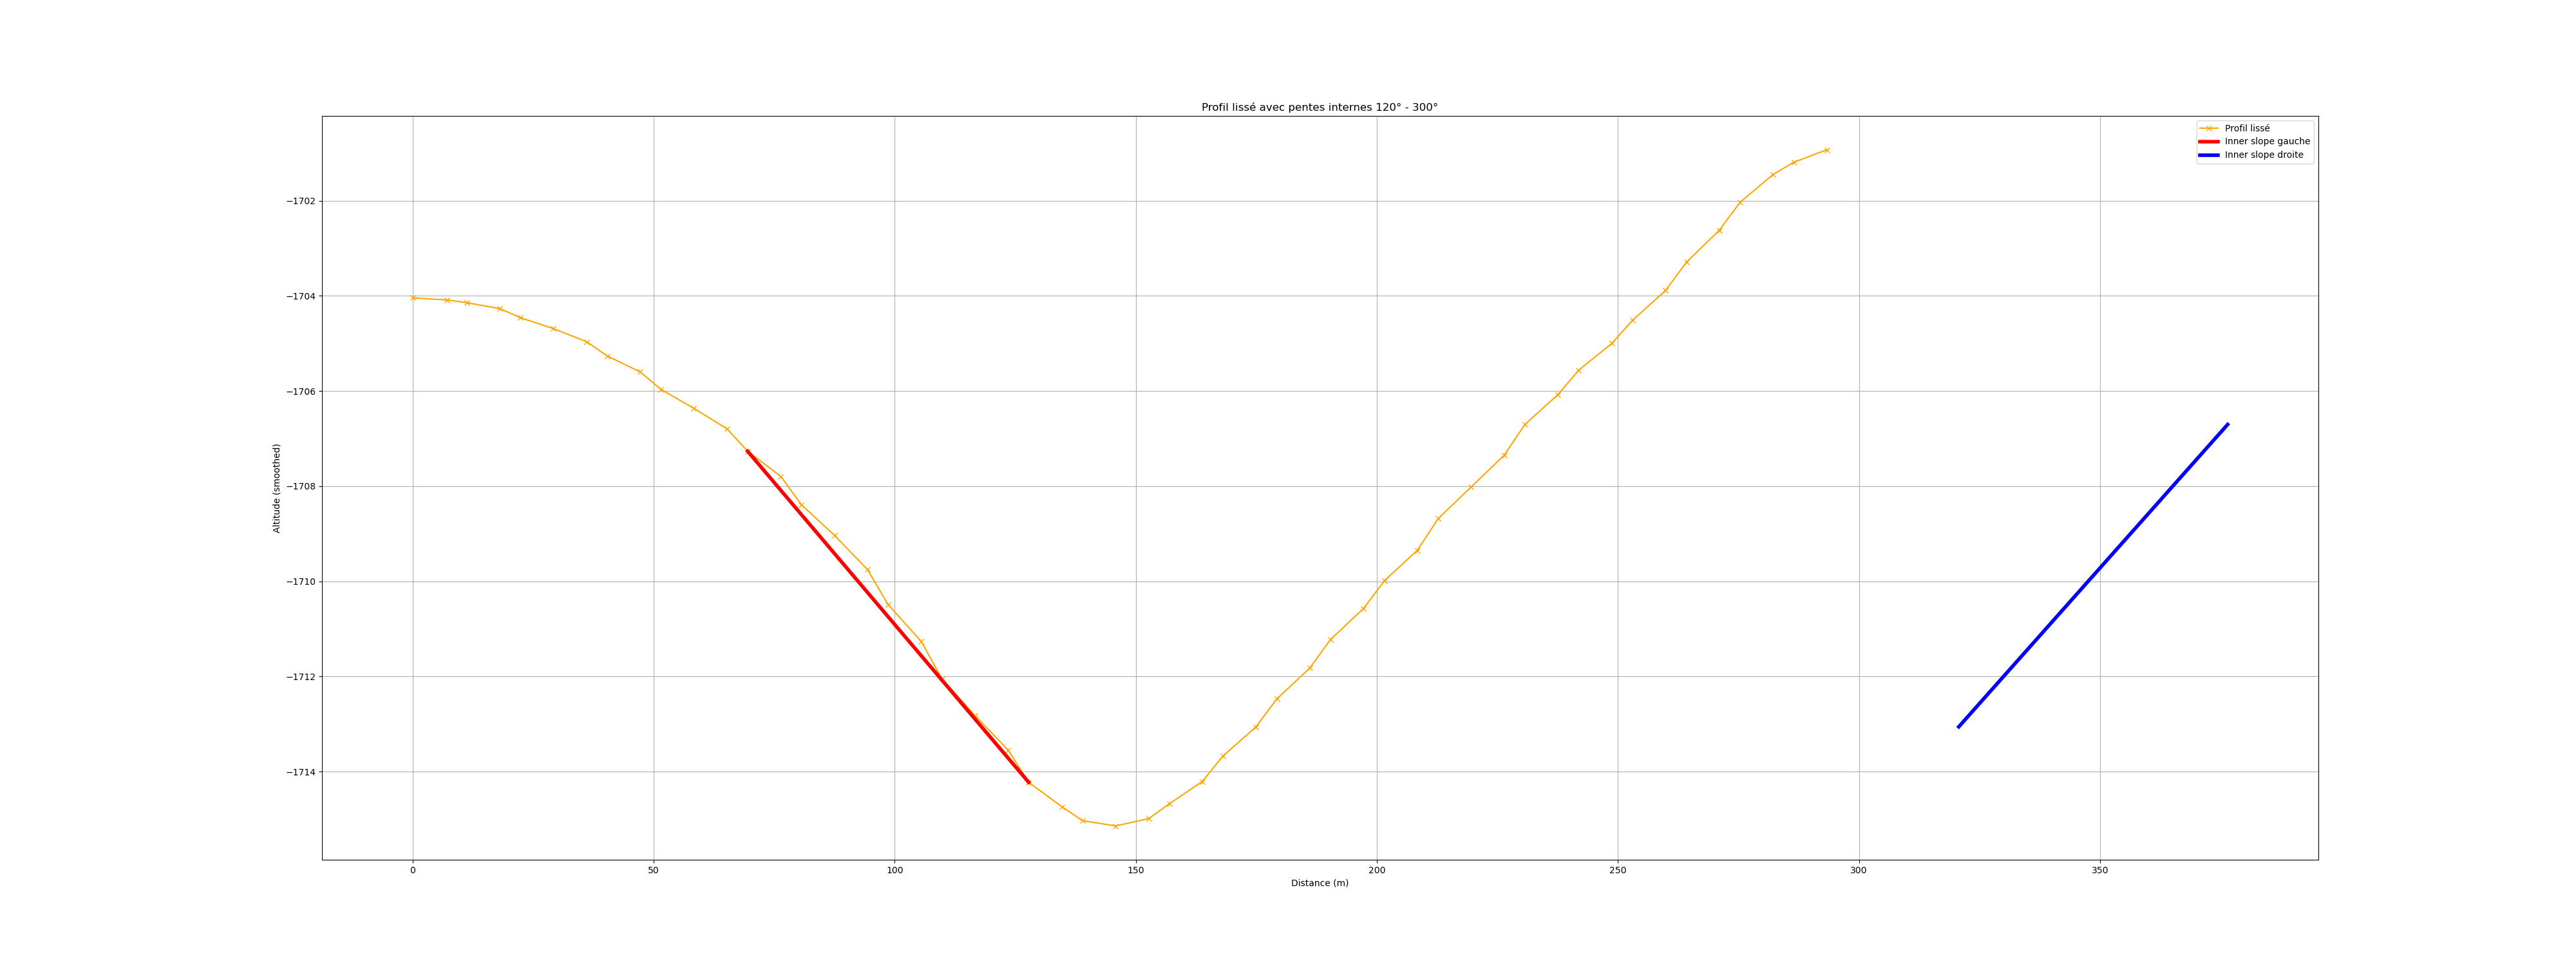 Profil lissé avec pentes internes 120° - 300°
Profil lissé
Inner slope gauche
Inner slope droite
−1702
−1704
−1706
−1708
−1710
−1712
−1714
Altitude (smoothed)
0
50
100
150
200
250
300
350
Distance (m)